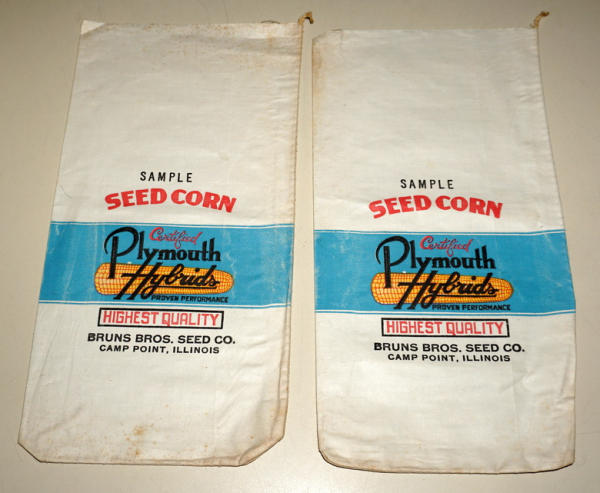 SAMPLE
SEED CORN
Certified
Plymouth
Hybrids
PROVEN PERFORMANCE
HIGHEST QUALITY
BRUNS BROS. SEED CO.
CAMP POINT, ILLINOIS
SAMPLE
SEED CORN
Certified
Plymouth
Hybrids
PROVEN PERFORMANCE
HIGHEST QUALITY
BRUNS BROS. SEED CO.
CAMP POINT, ILLINOIS